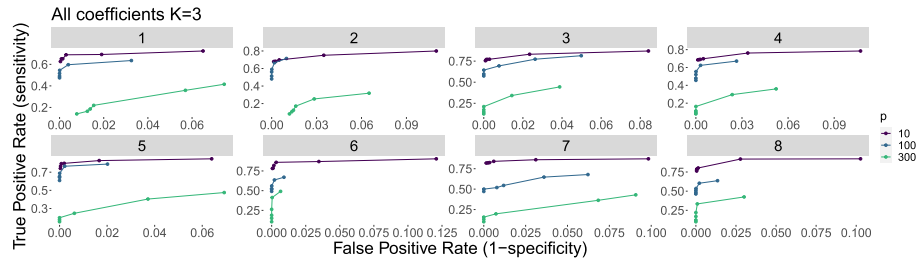 All coefficients K=3
True Positive Rate (sensitivity)
1 2 3 4
0.6
0.4
0.2
0.00 0.02 0.04 0.06
0.8
0.6
0.4
0.2
0.00 0.03 0.06 0.09
0.75
0.50
0.25
0.00 0.02 0.04 0.06 0.08
0.8
0.6
0.4
0.2
0.00 0.03 0.06 0.09
5 6 7 8
0.7
0.5
0.3
0.00 0.02 0.04 0.06
0.75
0.50
0.25
0.000 0.025 0.050 0.075 0.100 0.125
0.75
0.50
0.25
0.000 0.025 0.050 0.075 0.100
0.75
0.50
0.25
0.000 0.025 0.050 0.075 0.100
False Positive Rate (1−specificity)
p
10
100
300